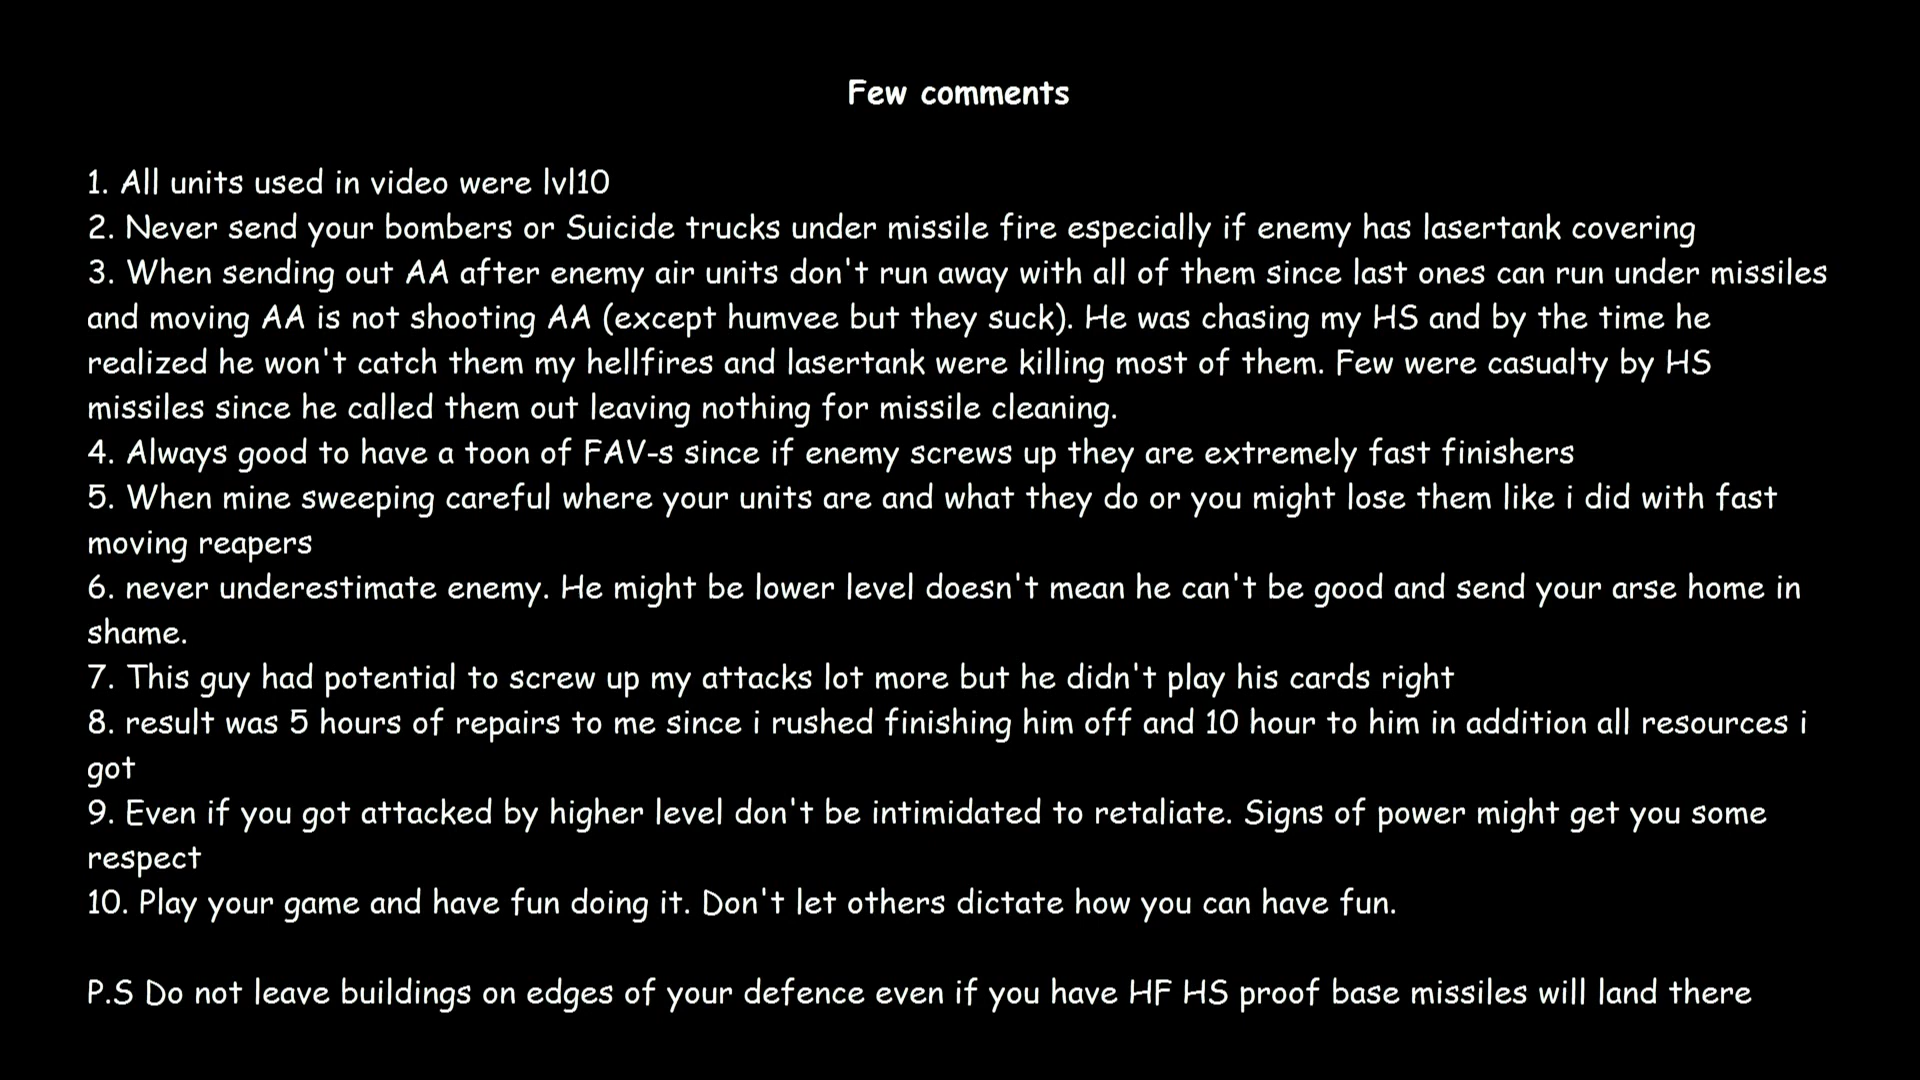 Few comments
1. All units used in video were lvl10
2. Never send your bombers or Suicide trucks under missile fire especially if enemy has lasertank covering
3. When sending out AA after enemy air units don't run away with all of them since last ones can run under missiles
and moving AA is not shooting AA (except humvee but they suck). He was chasing my HS and by the time he
realized he won't catch them my hellfires and lasertank were killing most of them. Few were casualty by HS
missiles since he called them out leaving nothing for missile cleaning.
4. Always good to have a toon of FAV-s since if enemy screws up they are extremely fast finishers
5. When mine sweeping careful where your units are and what they do or you might lose them like i did with fast
moving reapers
6. never underestimate enemy. He might be lower level doesn't mean he can't be good and send your arse home in
shame.
7. This guy had potential to screw up my attacks lot more but he didn't play his cards right
8. result was 5 hours of repairs to me since i rushed finishing him off and 10 hour to him in addition all resources i
got
9. Even if you got attacked by higher level don't be intimidated to retaliate. Signs of power might get you some
respect
10. Play your game and have fun doing it. Don't let others dictate how you can have fun.
P.S Do not leave buildings on edges of your defence even if you have HF HS proof base missiles will land there